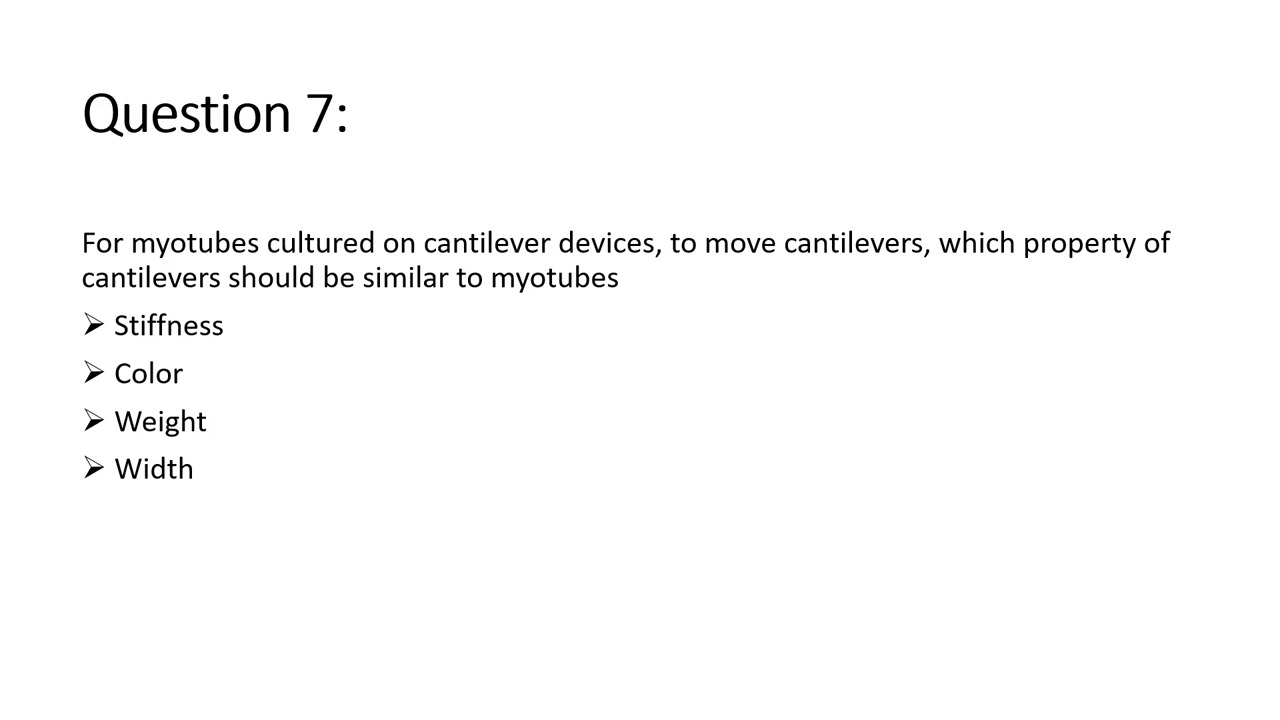 Question 7:
For myotubes cultured on cantilever devices, to move cantilevers, which property of
cantilevers should be similar to myotubes
➢ Stiffness
➢ Color
➢ Weight
➢ Width